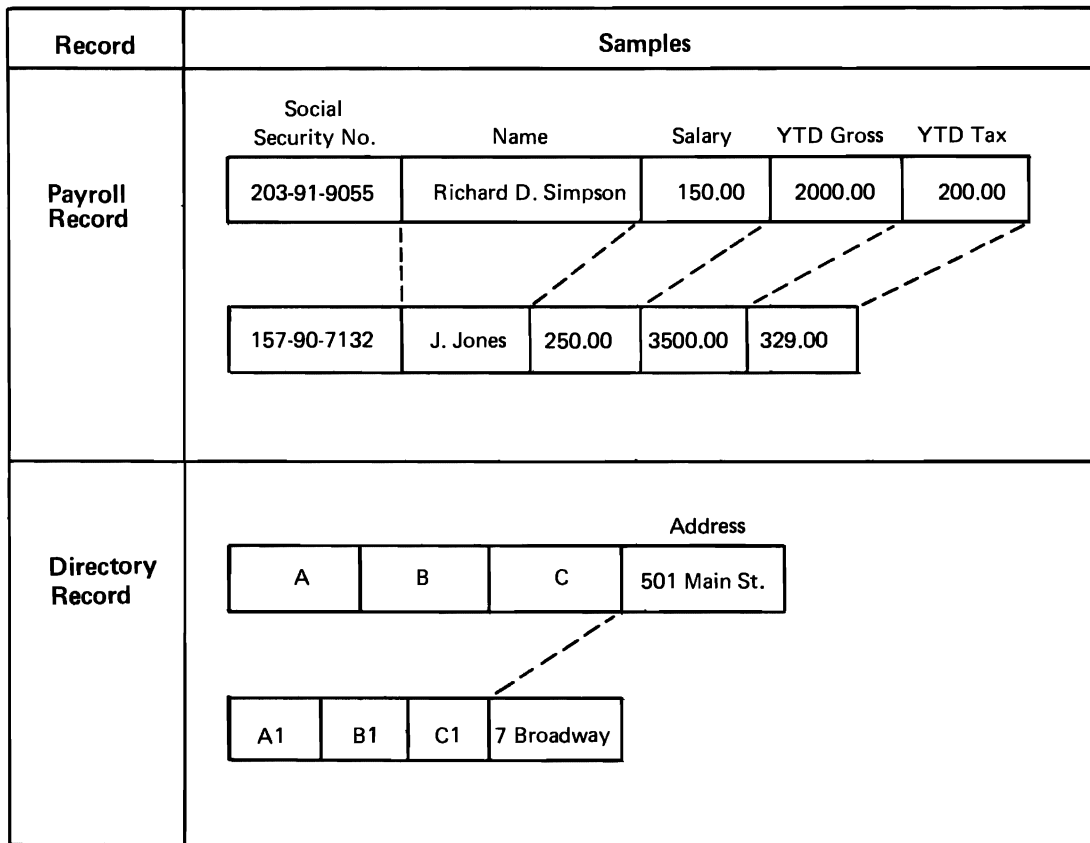 Record
Samples
Payroll
Record
Social
Security No.
Name
Salary
YTD Gross
YTD Tax
203-91-9055
Richard D. Simpson
150.00
2000.00
200.00
157-90-7132
J. Jones
250.00
3500.00
329.00
Directory
Record
Address
A
B
C
501 Main St.
A1
B1
C1
7 Broadway